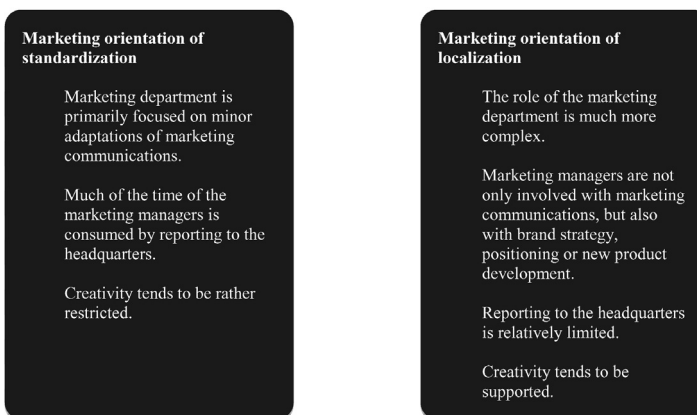 Marketing orientation of
standardization
Marketing department is
primarily focused on minor
adaptations of marketing
communications.
Much of the time of the
marketing managers is
consumed by reporting to the
headquarters.
Creativity tends to be rather
restricted.
Marketing orientation of
localization
The role of the marketing
department is much more
complex.
Marketing managers are not
only involved with marketing
communications, but also
with brand strategy,
positioning or new product
development.
Reporting to the headquarters
is relatively limited.
Creativity tends to be
supported.